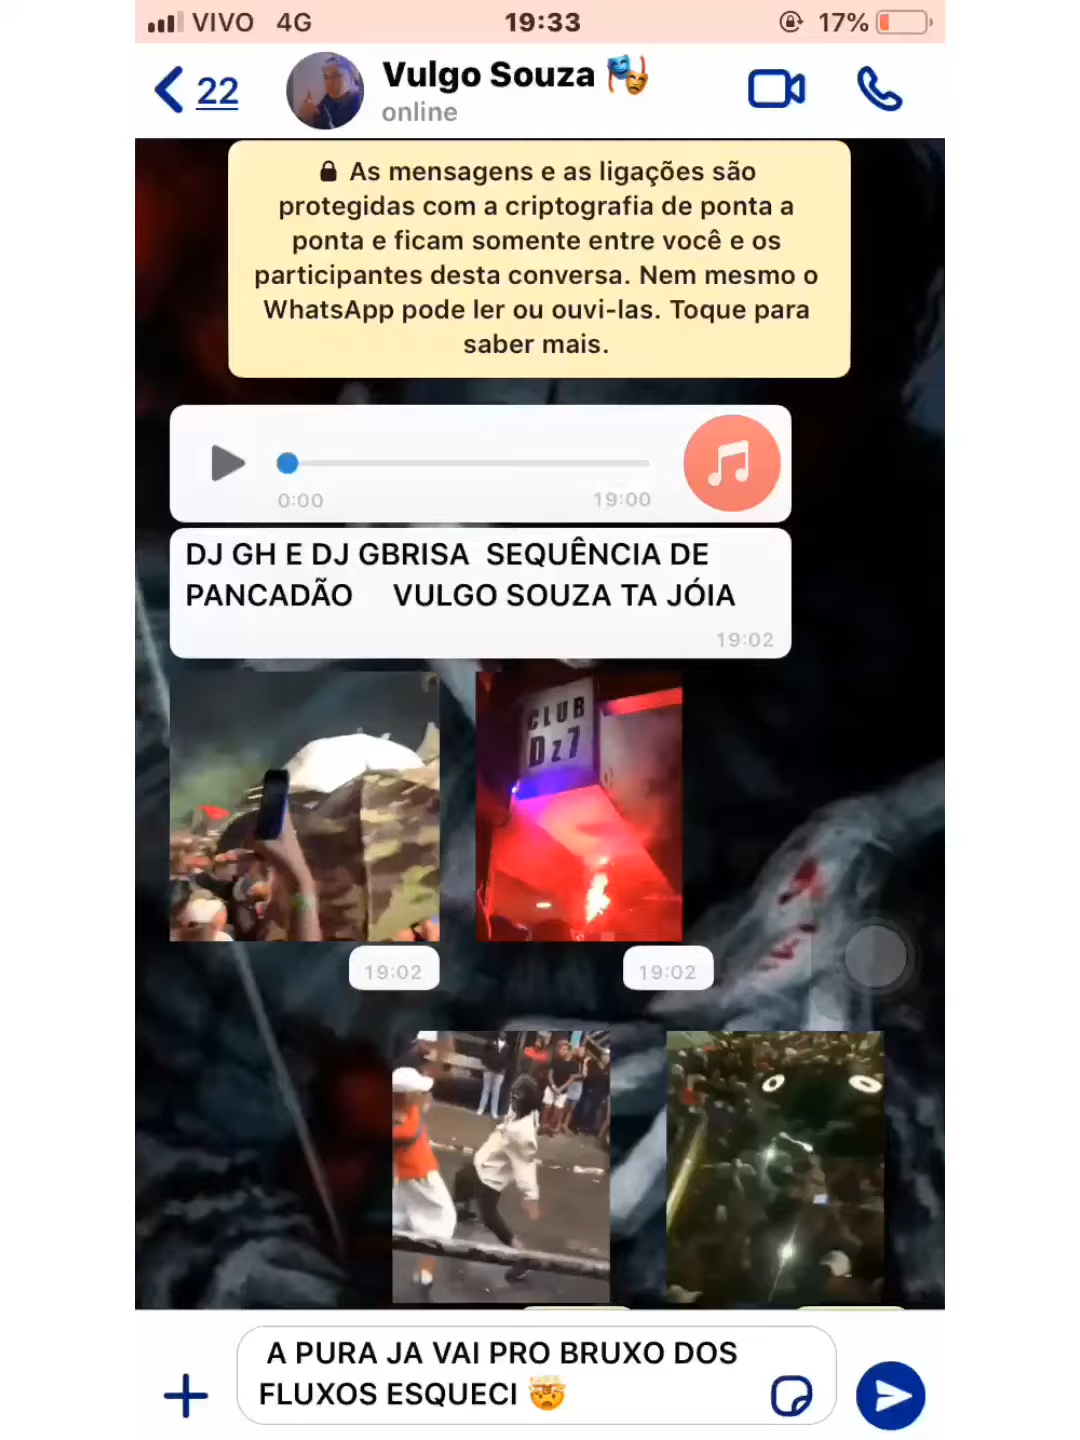 VIVO 4G 19:33 17%
22 Vulgo Souza 🎭
online
🔒 As mensagens e as ligações são
protegidas com a criptografia de ponta a
ponta e ficam somente entre você e os
participantes desta conversa. Nem mesmo o
WhatsApp pode ler ou ouvi-las. Toque para
saber mais.
0:00 19:00
DJ GH E DJ GBRISA SEQUÊNCIA DE
PANCADÃO VULGO SOUZA TA JÓIA
19:02
CLUB
Dz7
19:02 19:02
A PURA JA VAI PRO BRUXO DOS
FLUXOS ESQUECI 🤯